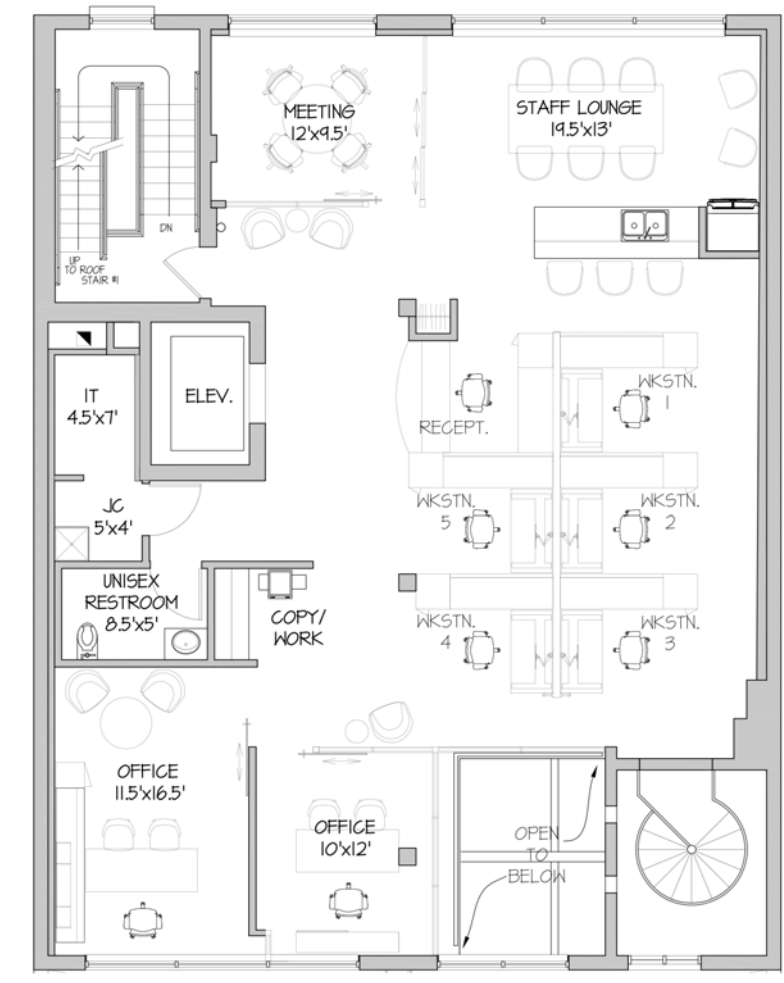 MEETING
12'x9.5'
STAFF LOUNGE
19.5'x13'
DN
UP
TO ROOF
STAIR #1
IT
4.5'x7'
ELEV.
RECEPT.
WKSTN.
1
JC
5'x4'
WKSTN.
5
WKSTN.
2
UNISEX
RESTROOM
8.5'x5'
COPY/
WORK
WKSTN.
4
WKSTN.
3
OFFICE
11.5'x16.5'
OFFICE
10'x12'
OPEN
TO
BELOW